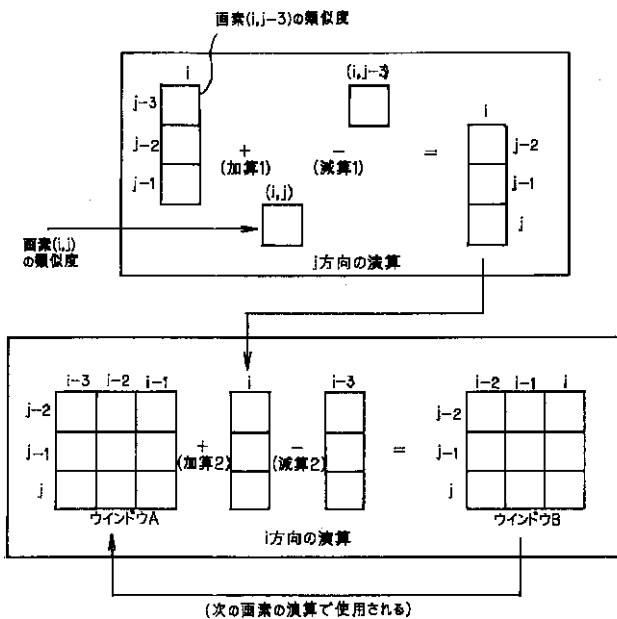 画素(i,j-3)の類似度
i
(i,j-3)
i
j-3
j-2
j-1
+
(加算1)
-
(減算1)
=
j-2
j-1
j
(i,j)
画素(i,j)
の類似度
j方向の演算
i-3 j-2 i-1
i
i-3
i-2 i-1 i
j-2
j-1
j
+
(加算2)
-
(減算2)
=
j-2
j-1
j
ウインドウA
ウインドウB
i方向の演算
(次の画素の演算で使用される)